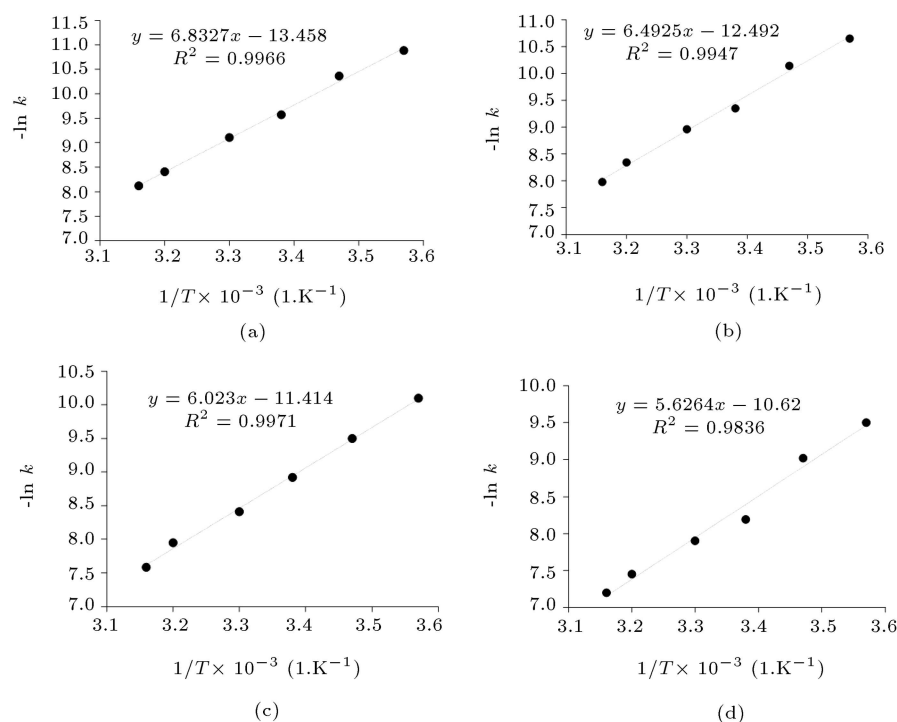 y = 6.8327x − 13.458
R² = 0.9966
-ln k
11.5
11.0
10.5
10.0
9.5
9.0
8.5
8.0
7.5
7.0
3.1 3.2 3.3 3.4 3.5 3.6
1/T× 10⁻³ (1.K⁻¹)
(a)
y = 6.4925x − 12.492
R² = 0.9947
-ln k
11.0
10.5
10.0
9.5
9.0
8.5
8.0
7.5
7.0
3.1 3.2 3.3 3.4 3.5 3.6
1/T× 10⁻³ (1.K⁻¹)
(b)
y = 6.023x − 11.414
R² = 0.9971
-ln k
10.5
10.0
9.5
9.0
8.5
8.0
7.5
7.0
3.1 3.2 3.3 3.4 3.5 3.6
1/T× 10⁻³ (1.K⁻¹)
(c)
y = 5.6264x − 10.62
R² = 0.9836
-ln k
10.0
9.5
9.0
8.5
8.0
7.5
7.0
3.1 3.2 3.3 3.4 3.5 3.6
1/T× 10⁻³ (1.K⁻¹)
(d)